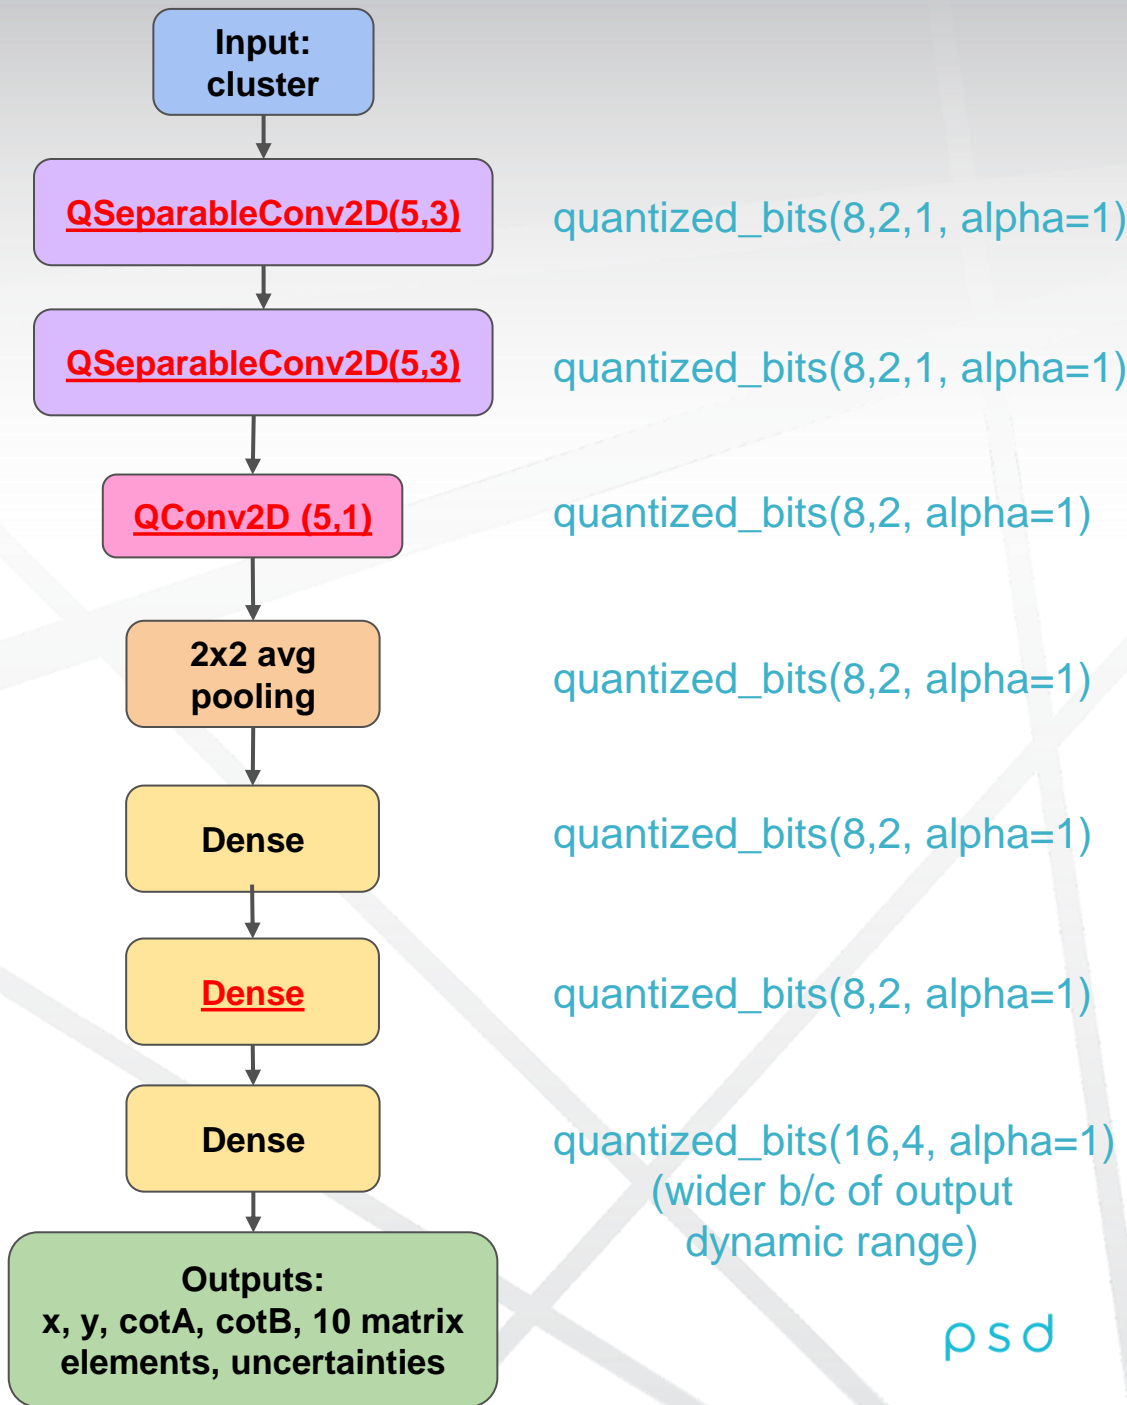 Input:
cluster
QSeparableConv2D(5,3)
quantized_bits(8,2,1, alpha=1)
QSeparableConv2D(5,3)
quantized_bits(8,2,1, alpha=1)
QConv2D (5,1)
quantized_bits(8,2, alpha=1)
2x2 avg
pooling
quantized_bits(8,2, alpha=1)
Dense
quantized_bits(8,2, alpha=1)
Dense
quantized_bits(8,2, alpha=1)
Dense
quantized_bits(16,4, alpha=1)
(wider b/c of output
dynamic range)
Outputs:
x, y, cotA, cotB, 10 matrix
elements, uncertainties
psd